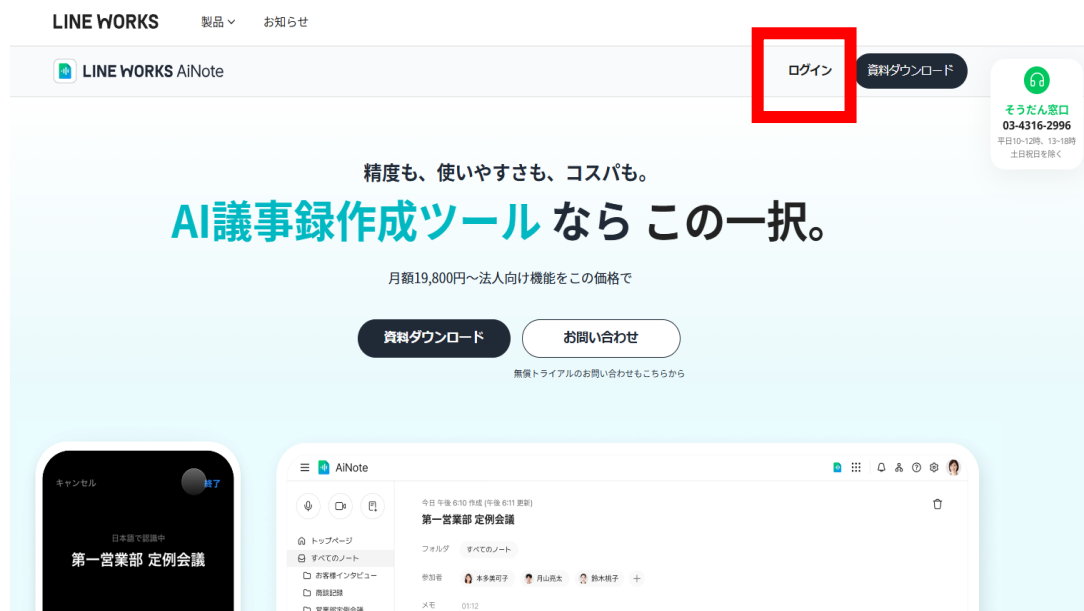 LINE WORKS 製品 お知らせ
LINE WORKS AiNote ログイン 資料ダウンロード
そうだん窓口
03-4316-2996
平日10~12時、13~18時
土日祝日を除く
精度も、使いやすさも、コスパも。
AI議事録作成ツール なら この一択。
月額19,800円～法人向け機能をこの価格で
資料ダウンロード お問い合わせ
無償トライアルのお問い合わせもこちらから
キャンセル 終了
日本語で認識中
第一営業部 定例会議
AiNote
今日 午後 6:10 作成 (午後 6:11 更新)
第一営業部 定例会議
トップページ
フォルダ すべてのノート
すべてのノート
お客様インタビュー
参加者 本多美可子 月山亮太 鈴木桃子
商談記録
メモ 01:12
営業部定例会議